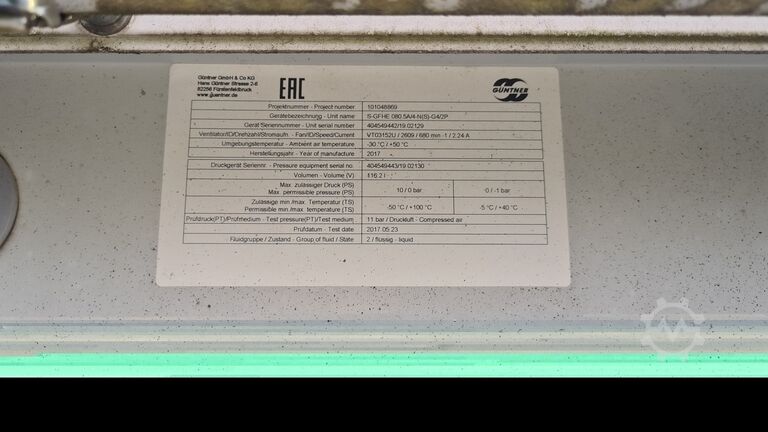 Güntner GmbH & Co KG
Hans Güntner Strasse 2-6
82256 Fürstenfeldbruck
www.guentner.de
EAC
GÜNTNER
Projektnummer - Project number 101048869
Gerätebezeichnung - Unit name S-GFHE 080.5A/4-N(S)-G4/2P
Gerät Seriennummer - Unit serial number 404549442/19.02129
Ventilator/ID/Drehzahl/Stromaufn. - Fan/ID/Speed/Current VT03152U / 2609 / 680 min -1 / 2.24 A
Umgebungstemperatur - Ambient air temperature -30 °C / +50 °C
Herstellungsjahr - Year of manufacture 2017
Druckgerät Seriennr. - Pressure equipment serial no. 404549443/19.02130
Volumen - Volume (V) 116.2 l
Max. zulässiger Druck (PS)
Max. permissible pressure (PS) 10 / 0 bar 0 / -1 bar
Zulässige min./max. Temperatur (TS)
Permissible min./max. temperature (TS) -50 °C / +100 °C -5 °C / +40 °C
Prüfdruck(PT)/Prüfmedium - Test pressure(PT)/Test medium 11 bar / Druckluft - Compressed air
Prüfdatum - Test date 2017.05.23
Fluidgruppe / Zustand - Group of fluid / State 2 / flüssig - liquid